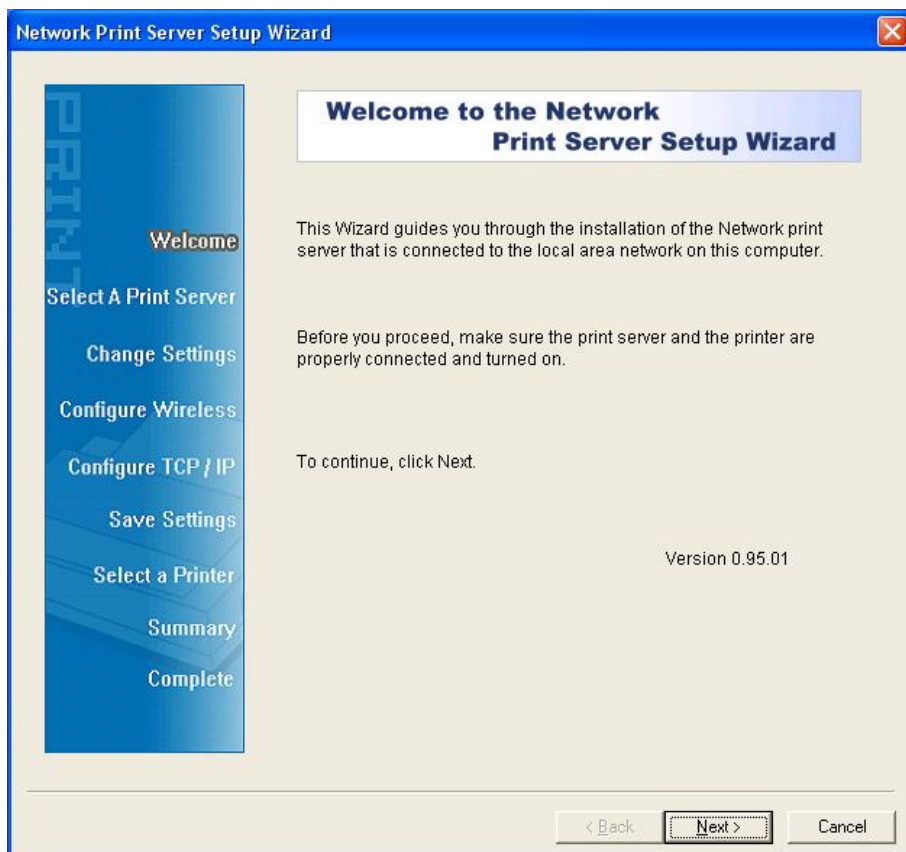 Network Print Server Setup Wizard
PRINT
Welcome
Select A Print Server
Change Settings
Configure Wireless
Configure TCP / IP
Save Settings
Select a Printer
Summary
Complete
Welcome to the Network
Print Server Setup Wizard
This Wizard guides you through the installation of the Network print
server that is connected to the local area network on this computer.
Before you proceed, make sure the print server and the printer are
properly connected and turned on.
To continue, click Next.
Version 0.95.01
< Back
Next >
Cancel